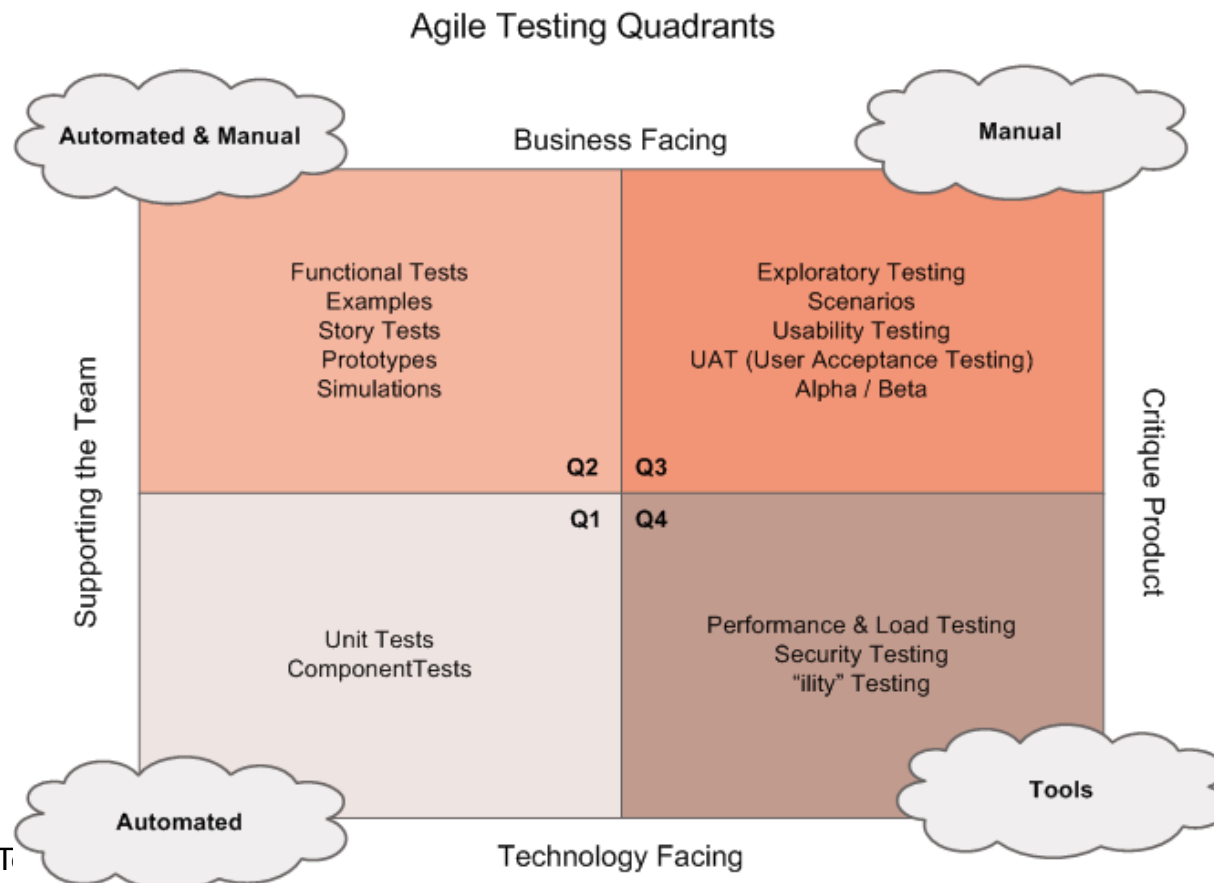 Agile Testing Quadrants
Automated & Manual
Business Facing
Manual
Supporting the Team
Functional Tests
Examples
Story Tests
Prototypes
Simulations
Q2
Exploratory Testing
Scenarios
Usability Testing
UAT (User Acceptance Testing)
Alpha / Beta
Q3
Critique Product
Q1
Unit Tests
ComponentTests
Q4
Performance & Load Testing
Security Testing
“ility” Testing
Automated
Technology Facing
Tools